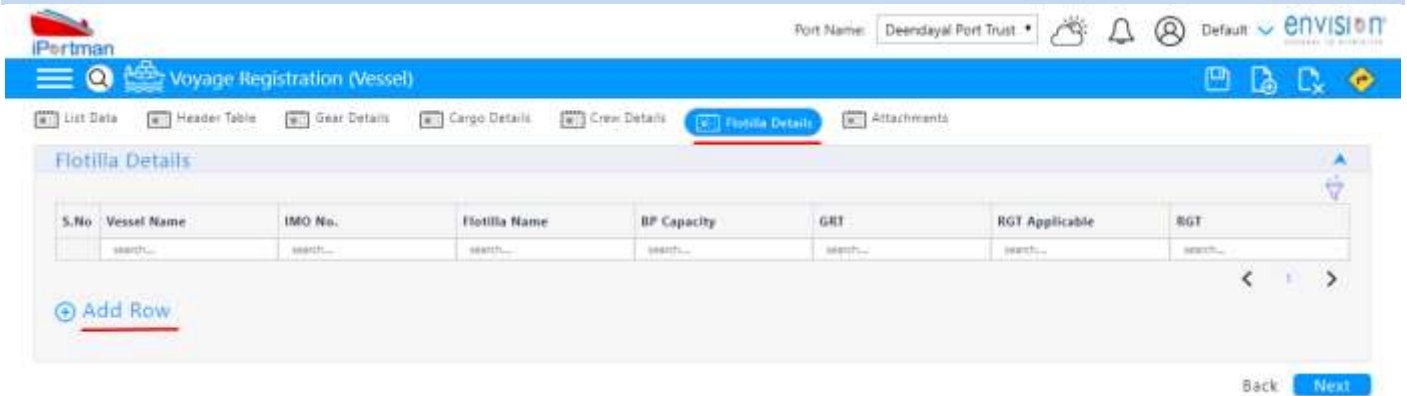 Port Name: Deendayal Port Trust Default envision
iPortman
Voyage Registration (Vessel)
List Data Header Table Gear Details Cargo Details Crew Details Flotilla Details Attachments
Flotilla Details
S.No Vessel Name IMO No. Flotilla Name BP Capacity GRT RGT Applicable RGT
search... search... search... search... search... search... search...
1
Add Row
Back Next